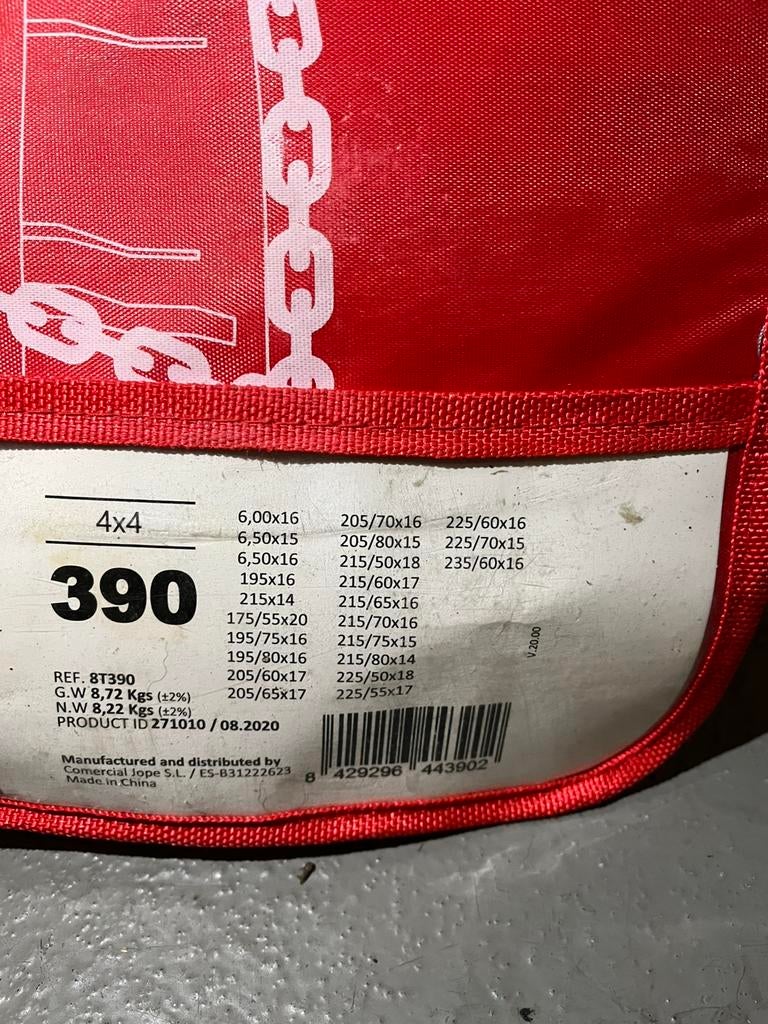 4x4
390
REF. 8T390
G.W 8,72 Kgs (±2%)
N.W 8,22 Kgs (±2%)
PRODUCT ID 271010 / 08.2020
Manufactured and distributed by
Comercial Jope S.L. / ES-B31222623
Made in China
6,00x16
6,50x15
6,50x16
195x16
215x14
175/55x20
195/75x16
195/80x16
205/60x17
205/65x17
205/70x16
205/80x15
215/50x18
215/60x17
215/65x16
215/70x16
215/75x15
215/80x14
225/50x18
225/55x17
225/60x16
225/70x15
235/60x16
V.20.00
8 429296 443902